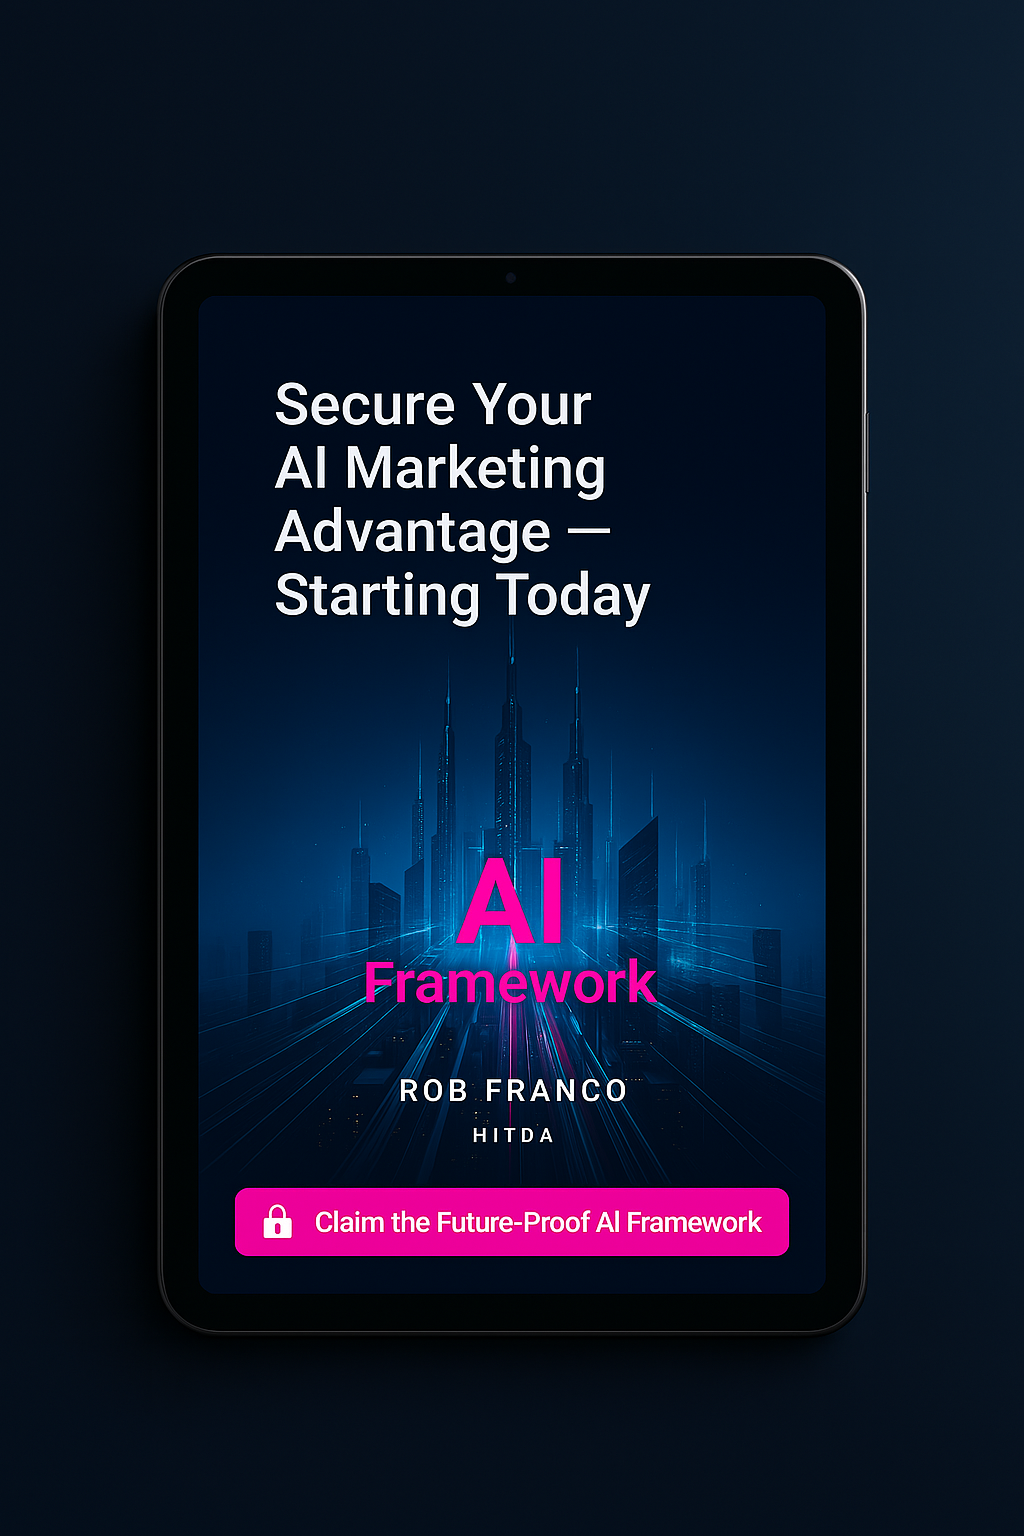 Secure Your
AI Marketing
Advantage —
Starting Today
AI
Framework
ROB FRANCO
HITDA
Claim the Future-Proof AI Framework